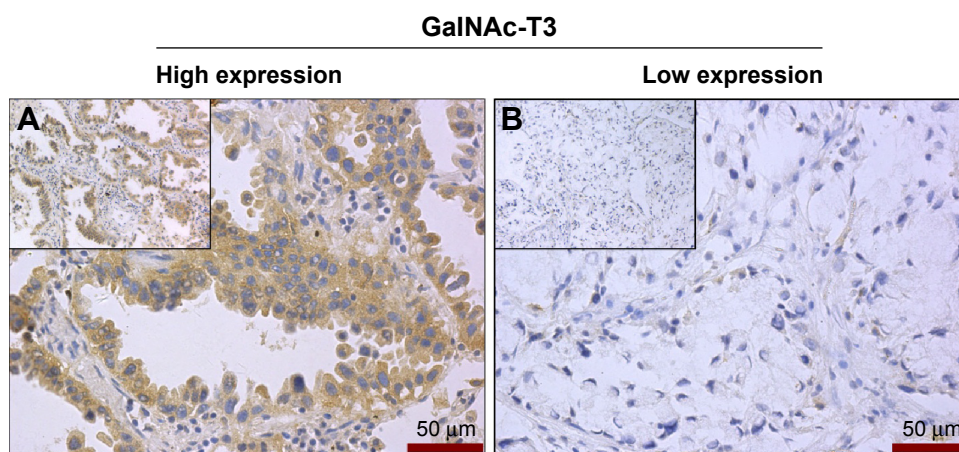 GalNAc-T3
High expression
Low expression
A
B
50 μm
50 μm